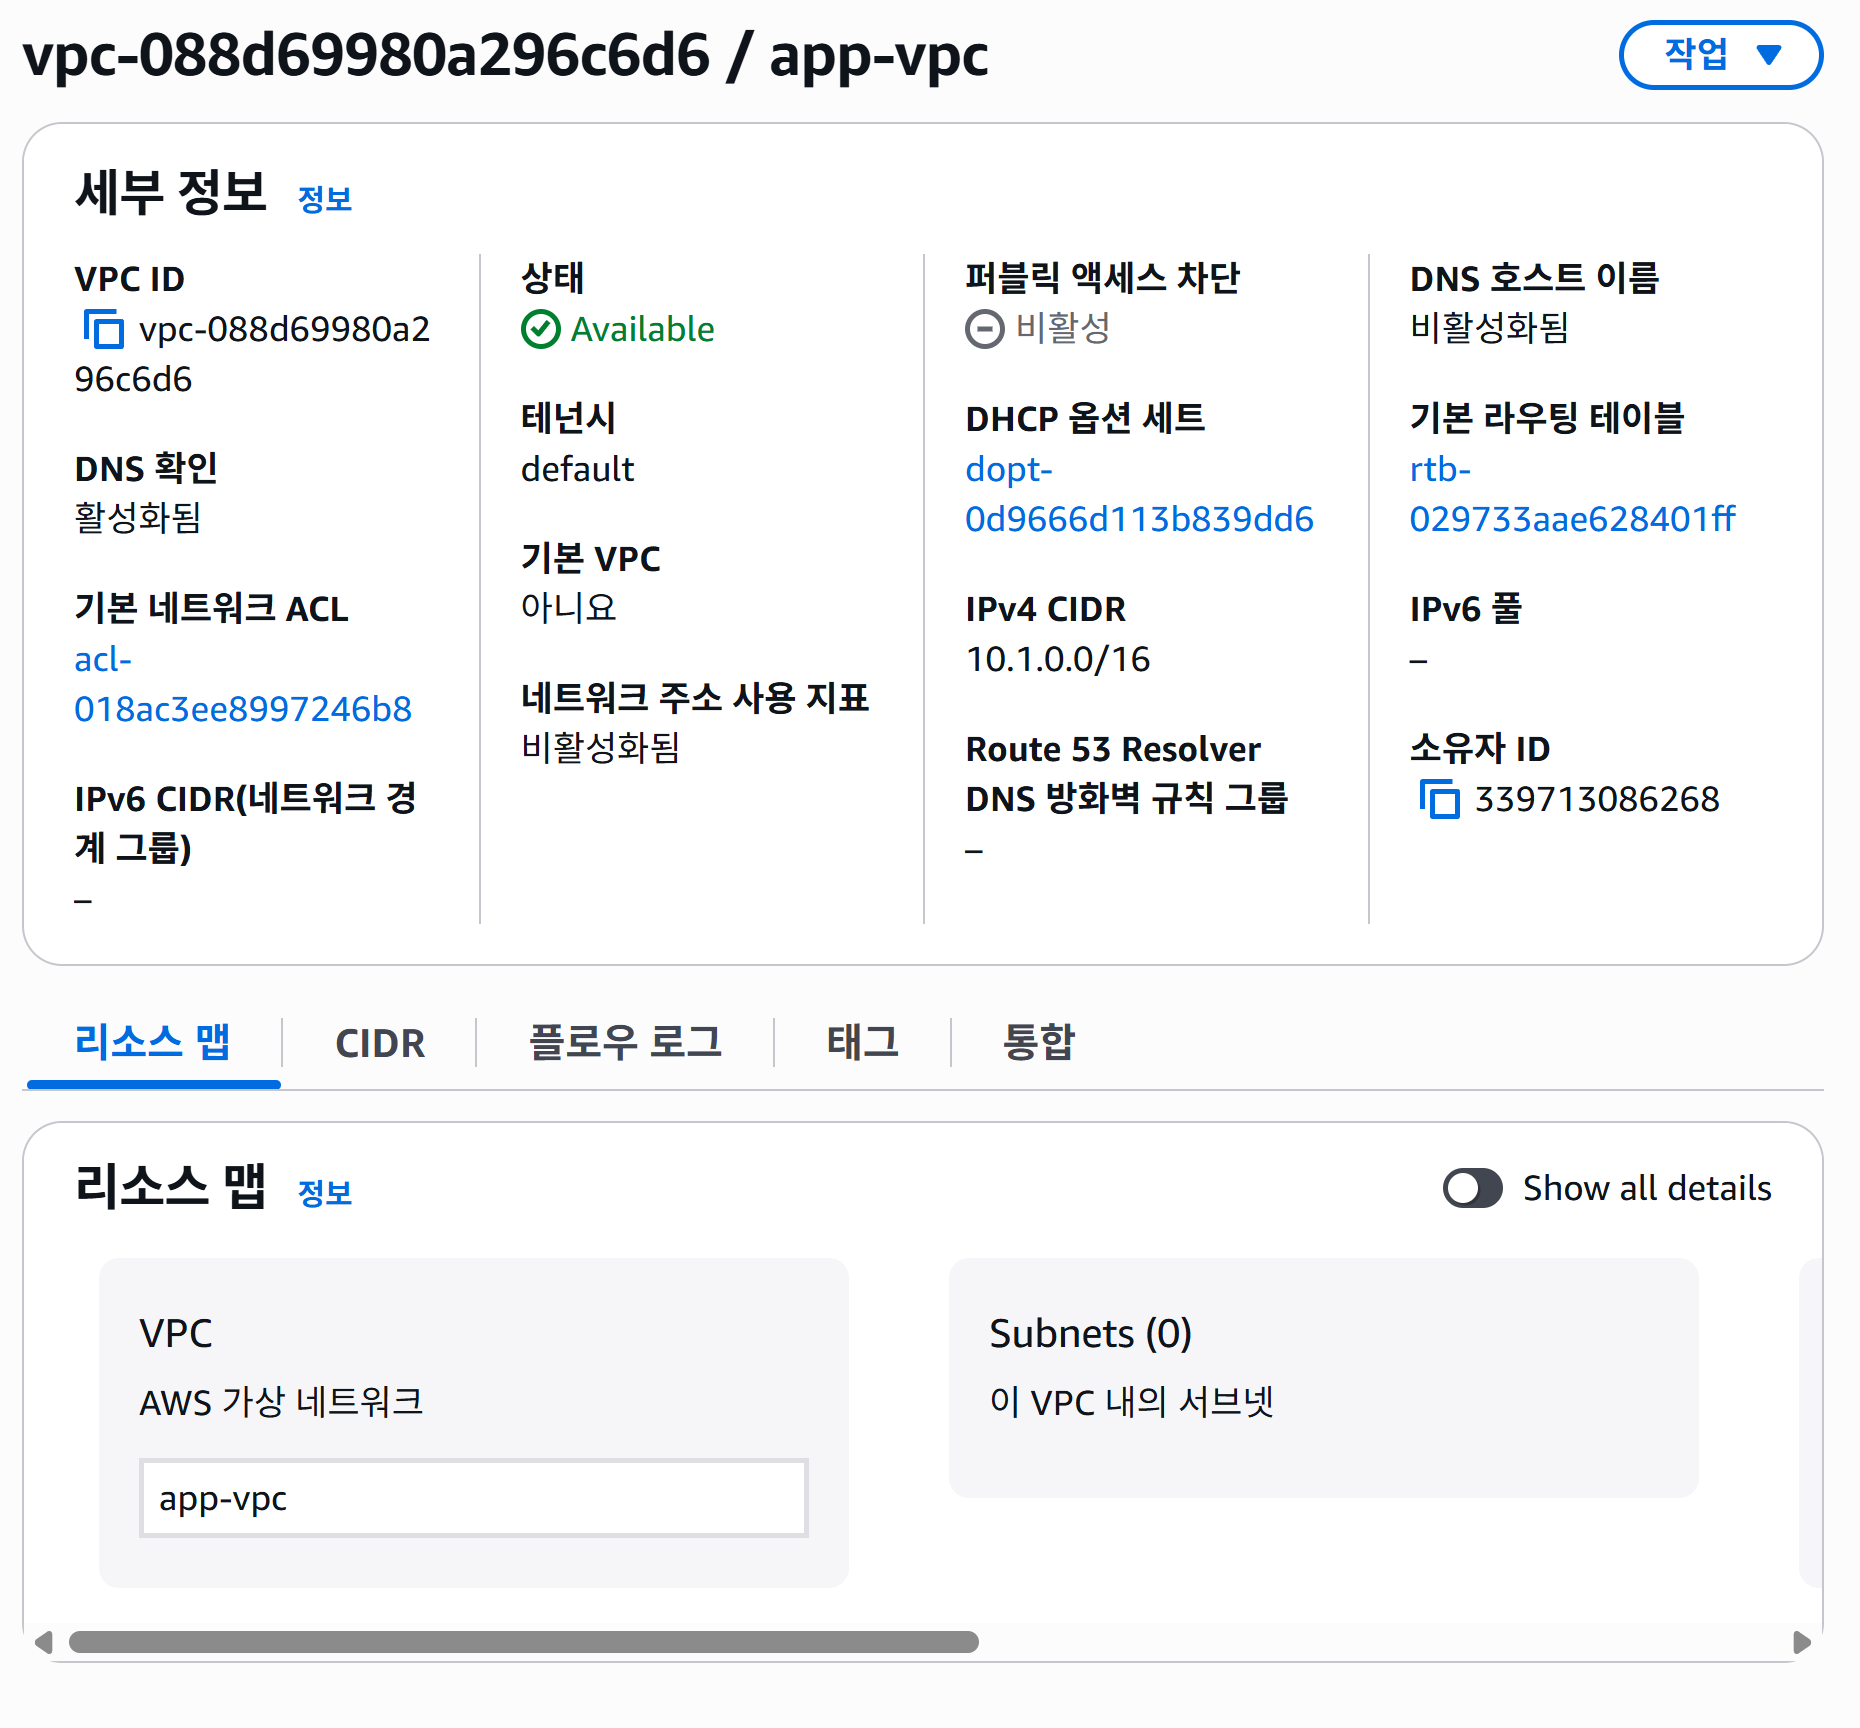 vpc-088d69980a296c6d6 / app-vpc
작업
세부 정보 정보
VPC ID
vpc-088d69980a2
96c6d6
DNS 확인
활성화됨
기본 네트워크 ACL
acl-
018ac3ee8997246b8
IPv6 CIDR(네트워크 경
계 그룹)
–
상태
Available
테넌시
default
기본 VPC
아니요
네트워크 주소 사용 지표
비활성화됨
퍼블릭 액세스 차단
비활성
DHCP 옵션 세트
dopt-
0d9666d113b839dd6
IPv4 CIDR
10.1.0.0/16
Route 53 Resolver
DNS 방화벽 규칙 그룹
–
DNS 호스트 이름
비활성화됨
기본 라우팅 테이블
rtb-
029733aae628401ff
IPv6 풀
–
소유자 ID
339713086268
리소스 맵
CIDR
플로우 로그
태그
통합
리소스 맵 정보
Show all details
VPC
AWS 가상 네트워크
app-vpc
Subnets (0)
이 VPC 내의 서브넷